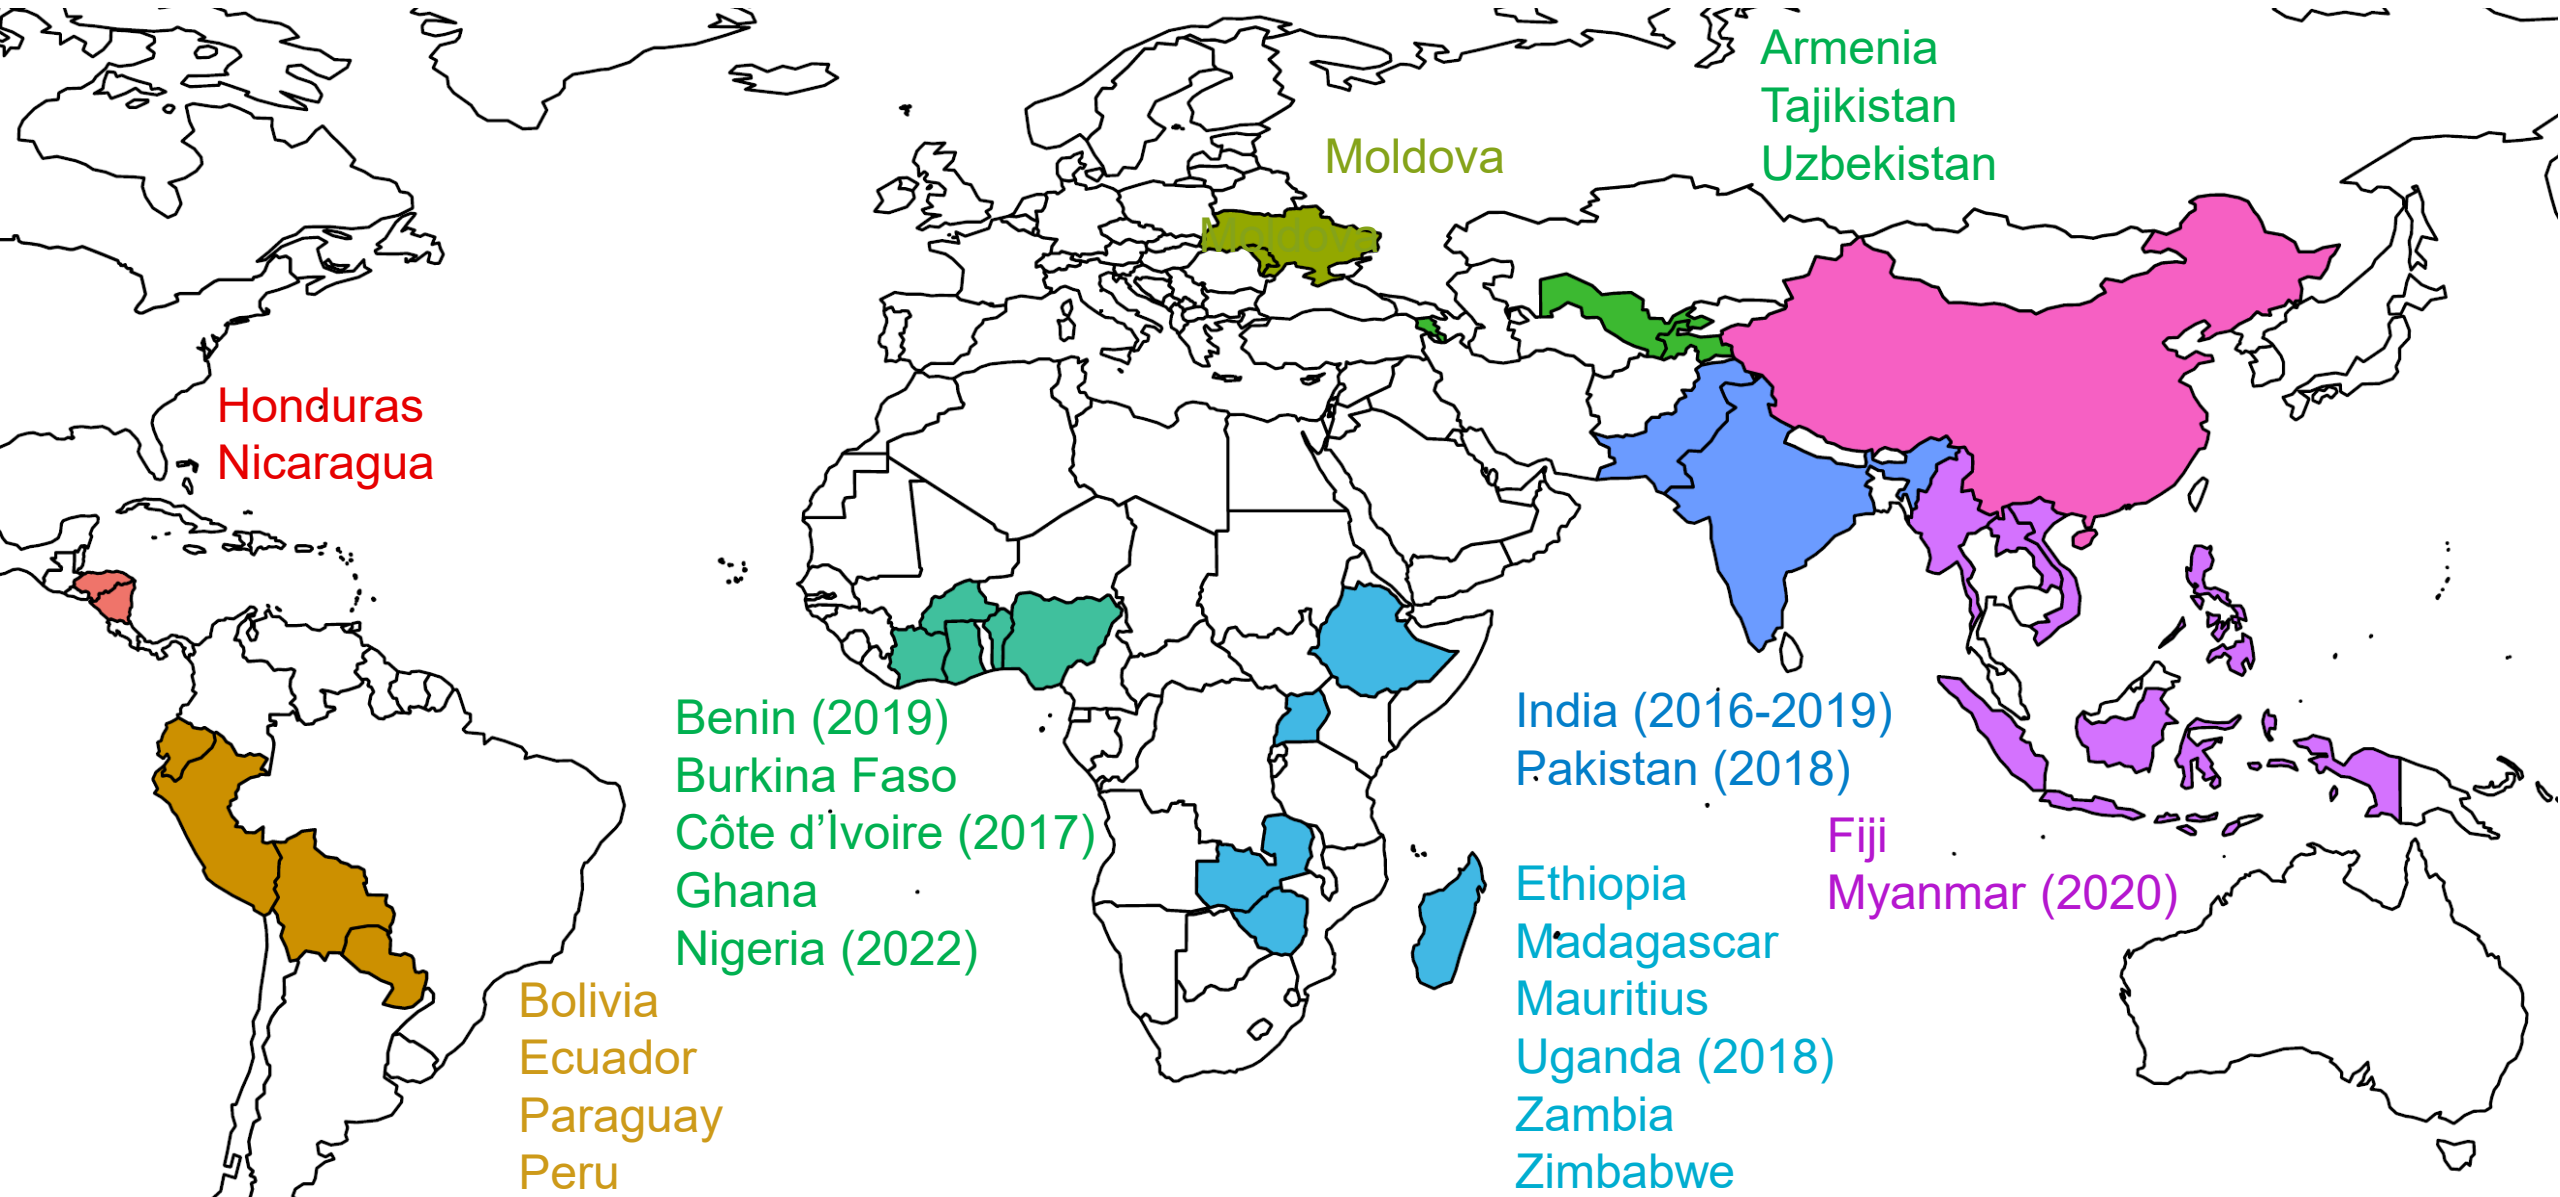 Armenia
Tajikistan
Uzbekistan
Moldova
Moldova
Honduras
Nicaragua
Benin (2019)
Burkina Faso
Côte d’Ivoire (2017)
Ghana
Nigeria (2022)
India (2016-2019)
Pakistan (2018)
Fiji
Myanmar (2020)
Ethiopia
Madagascar
Mauritius
Uganda (2018)
Zambia
Zimbabwe
Bolivia
Ecuador
Paraguay
Peru